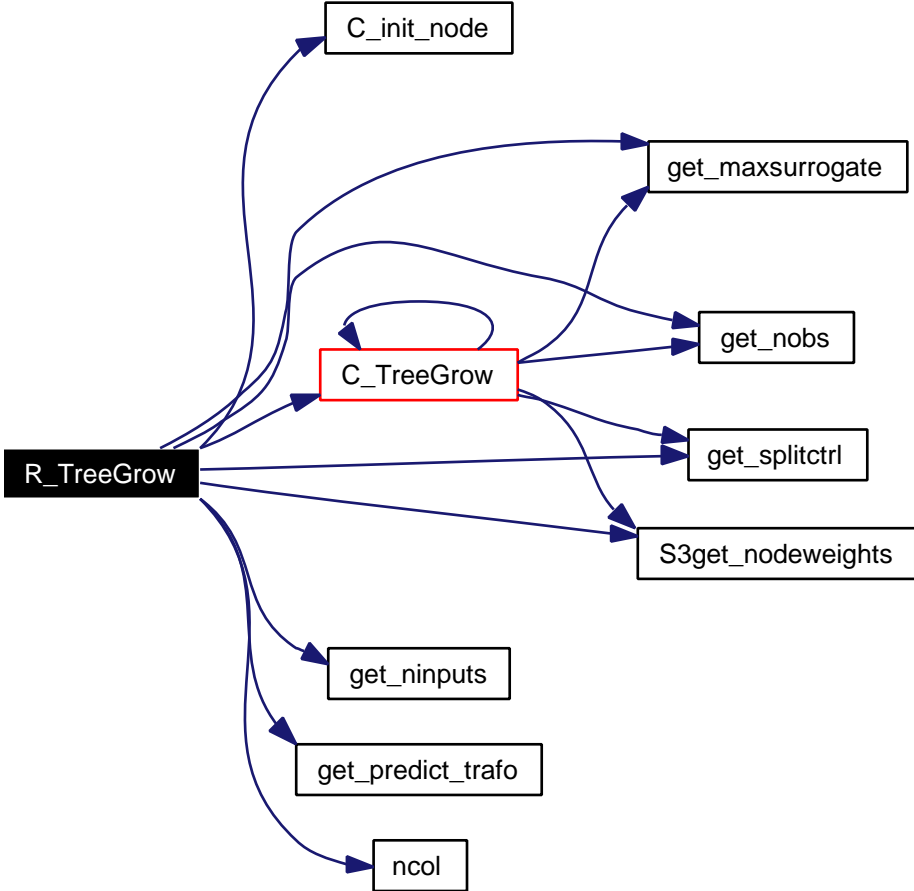 C_init_node
get_maxsurrogate
get_nobs
C_TreeGrow
get_splitctrl
R_TreeGrow
S3get_nodeweights
get_ninputs
get_predict_trafo
ncol